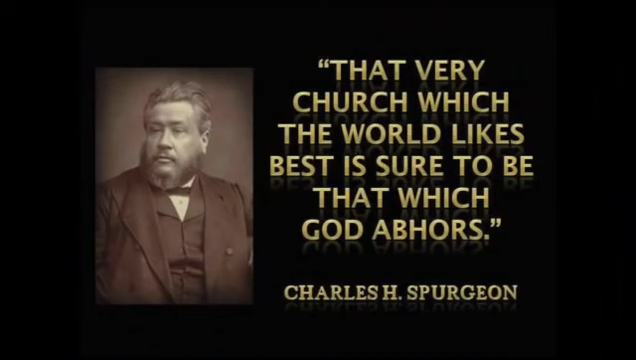 “THAT VERY
CHURCH WHICH
THE WORLD LIKES
BEST IS SURE TO BE
THAT WHICH
GOD ABHORS.”
CHARLES H. SPURGEON